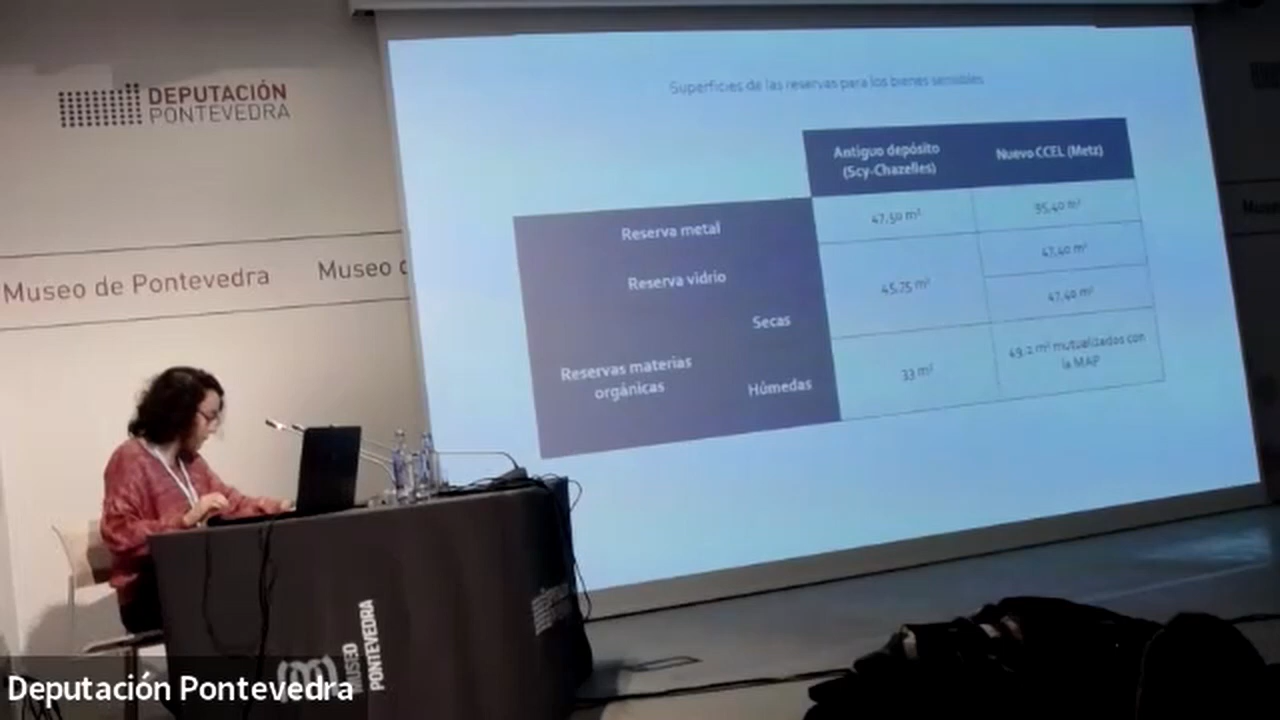 DEPUTACIÓN
PONTEVEDRA
Museo de Pontevedra
Museo
Superficies de las reservas para los bienes sensibles
Antiguo depósito
(Scy-Chazelles)
Nuevo CCEL (Metz)
Reserva metal
47,50 m²
95,40 m²
Reserva vidrio
45,75 m²
47,40 m²
Secas
47,40 m²
Reservas materias
orgánicas
Húmedas
33 m²
49,2 m² mutualizados con
la MAP
MUSEO
PONTEVEDRA
Deputación Pontevedra